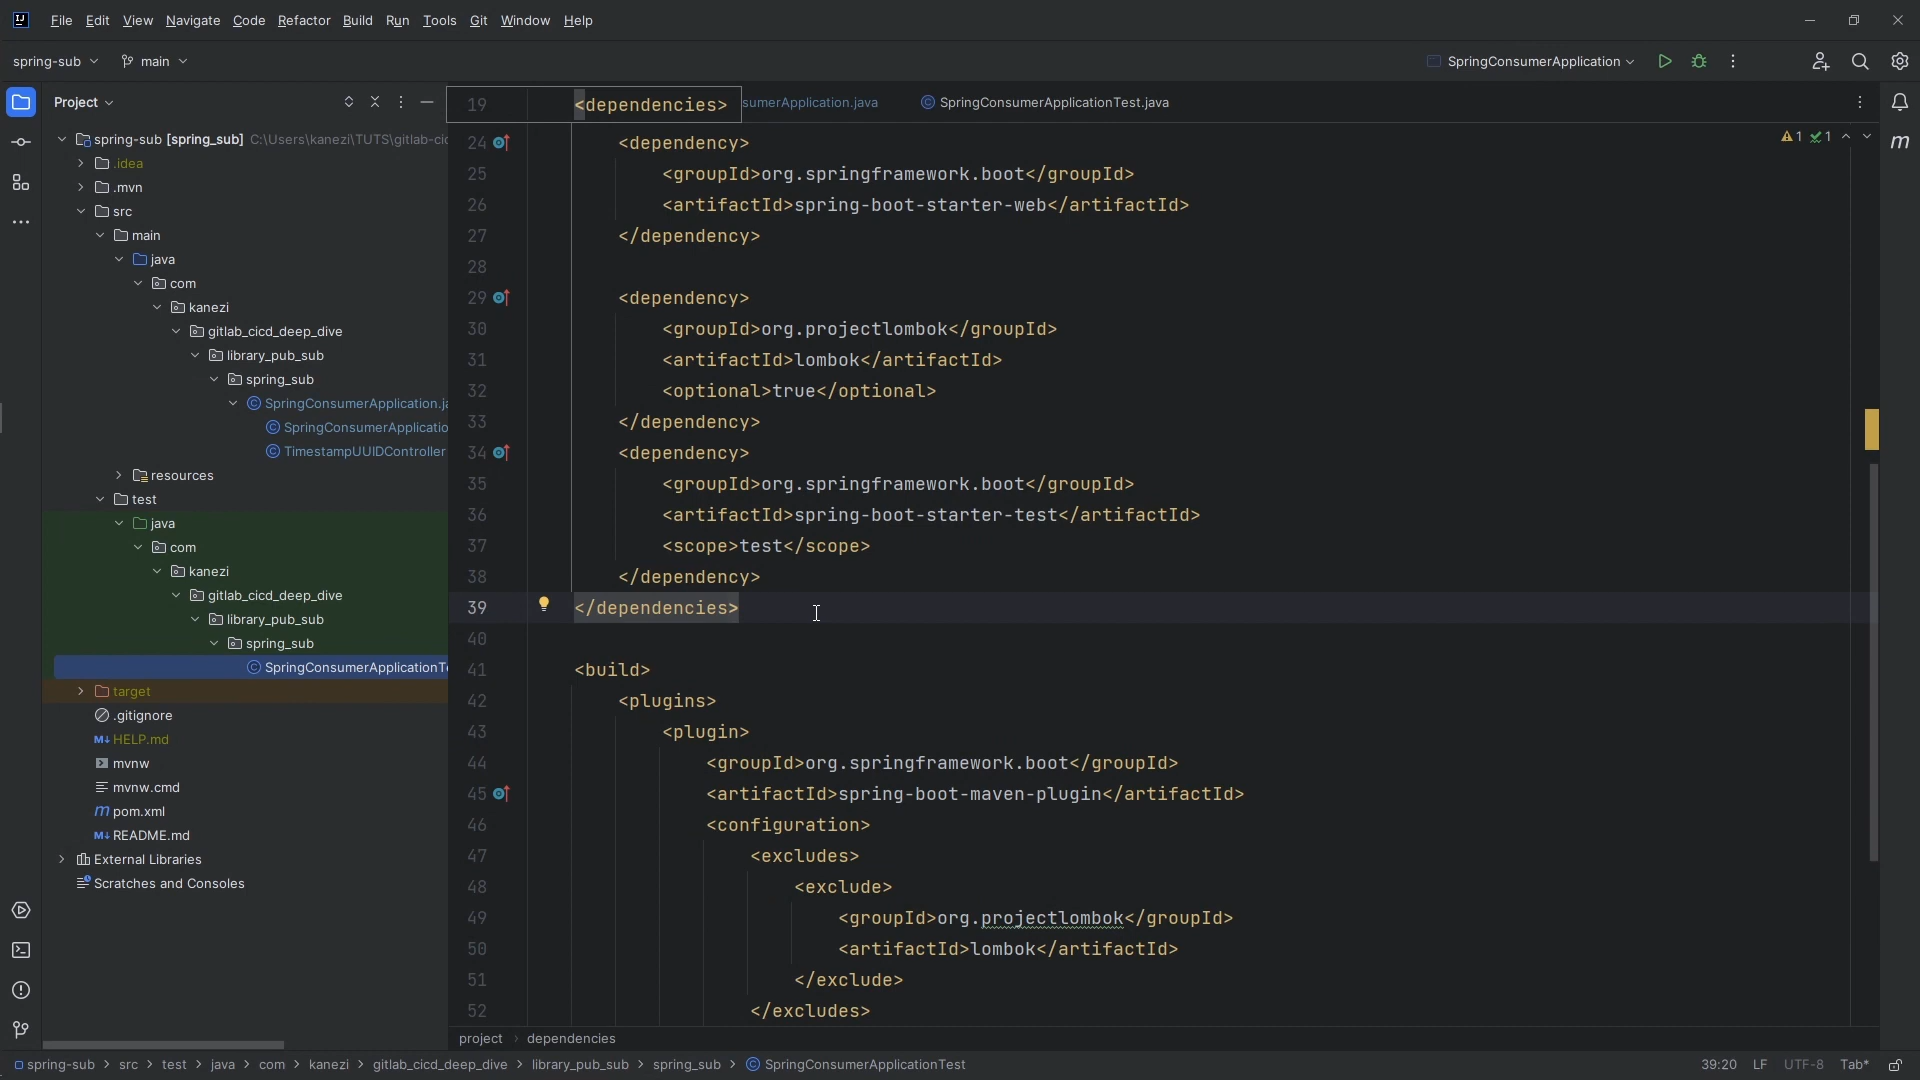 File Edit View Navigate Code Refactor Build Run Tools Git Window Help
spring-sub main SpringConsumerApplication
Project
19 <dependencies> sumerApplication.java SpringConsumerApplicationTest.java
spring-sub [spring_sub] C:\Users\kanezi\TUTS\gitlab-cic
.idea
.mvn
src
main
java
com
kanezi
gitlab_cicd_deep_dive
library_pub_sub
spring_sub
SpringConsumerApplication.ja
SpringConsumerApplicatio
TimestampUUIDController
resources
test
java
com
kanezi
gitlab_cicd_deep_dive
library_pub_sub
spring_sub
SpringConsumerApplicationTe
target
.gitignore
HELP.md
mvnw
mvnw.cmd
pom.xml
README.md
External Libraries
Scratches and Consoles
1 1
24 <dependency>
25 <groupId>org.springframework.boot</groupId>
26 <artifactId>spring-boot-starter-web</artifactId>
27 </dependency>
28
29 <dependency>
30 <groupId>org.projectlombok</groupId>
31 <artifactId>lombok</artifactId>
32 <optional>true</optional>
33 </dependency>
34 <dependency>
35 <groupId>org.springframework.boot</groupId>
36 <artifactId>spring-boot-starter-test</artifactId>
37 <scope>test</scope>
38 </dependency>
39 </dependencies>
40
41 <build>
42 <plugins>
43 <plugin>
44 <groupId>org.springframework.boot</groupId>
45 <artifactId>spring-boot-maven-plugin</artifactId>
46 <configuration>
47 <excludes>
48 <exclude>
49 <groupId>org.projectlombok</groupId>
50 <artifactId>lombok</artifactId>
51 </exclude>
52 </excludes>
project > dependencies
spring-sub > src > test > java > com > kanezi > gitlab_cicd_deep_dive > library_pub_sub > spring_sub > SpringConsumerApplicationTest 39:20 LF UTF-8 Tab*